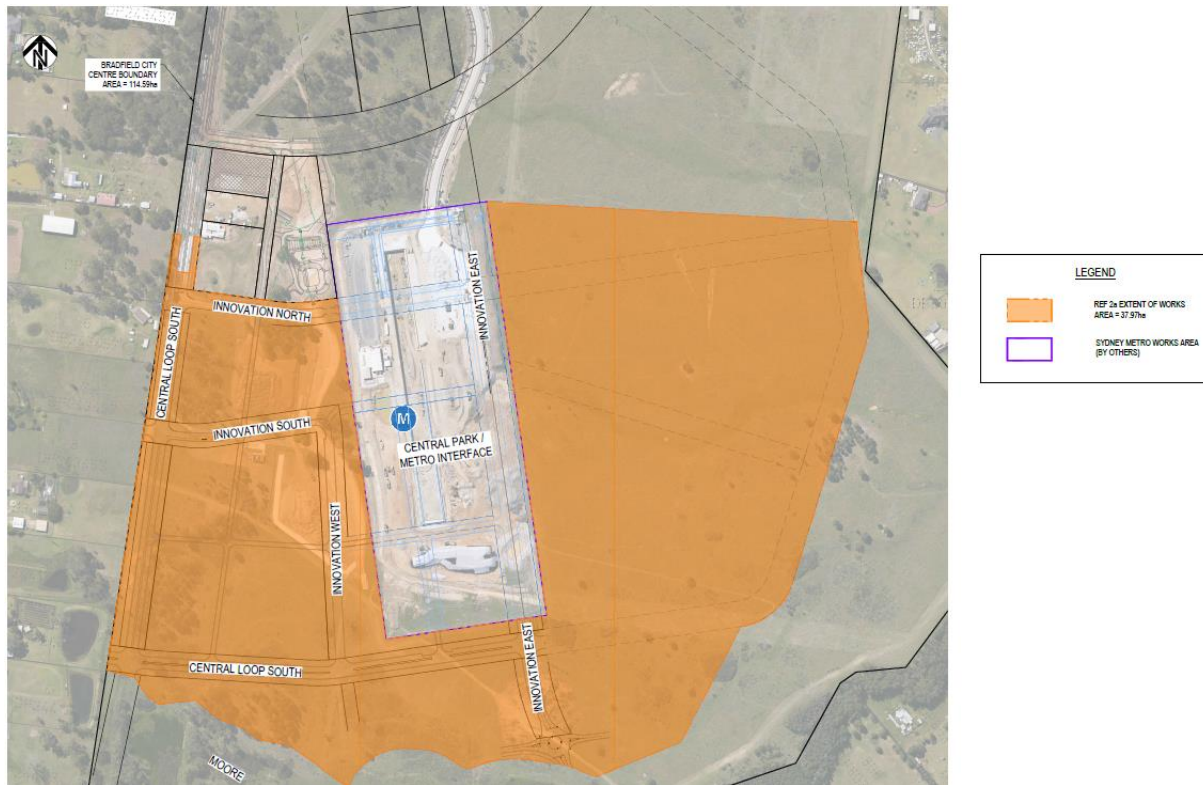 N
BRADFIELD CITY
CENTRE BOUNDARY
AREA = 114.59ha
INNOVATION NORTH
INNOVATION EAST
CENTRAL LOOP SOUTH
INNOVATION SOUTH
M
CENTRAL PARK /
METRO INTERFACE
INNOVATION WEST
CENTRAL LOOP SOUTH
INNOVATION EAST
MOORE
LEGEND
REF 2a EXTENT OF WORKS
AREA = 37.97ha
SYDNEY METRO WORKS AREA
(BY OTHERS)